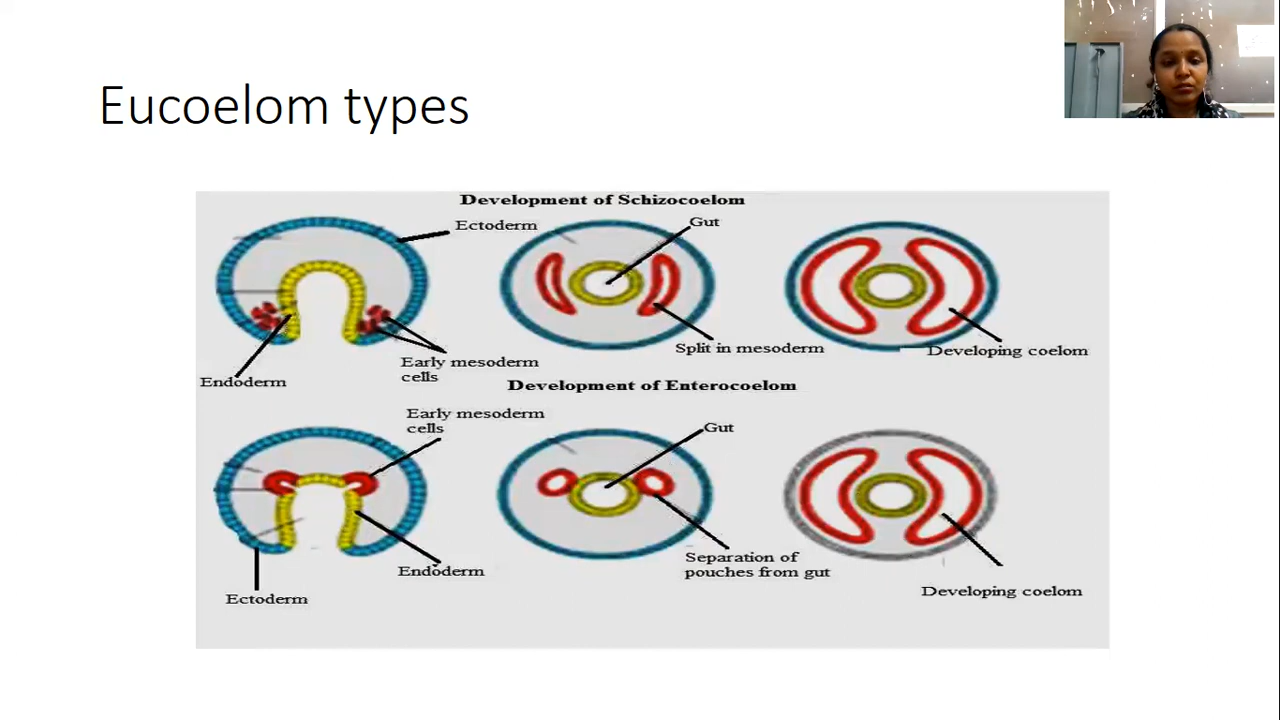 Eucoelom types
Development of Schizocoelom
Ectoderm
Gut
Split in mesoderm
Developing coelom
Early mesoderm
cells
Endoderm
Development of Enterocoelom
Early mesoderm
cells
Gut
Separation of
pouches from gut
Endoderm
Developing coelom
Ectoderm